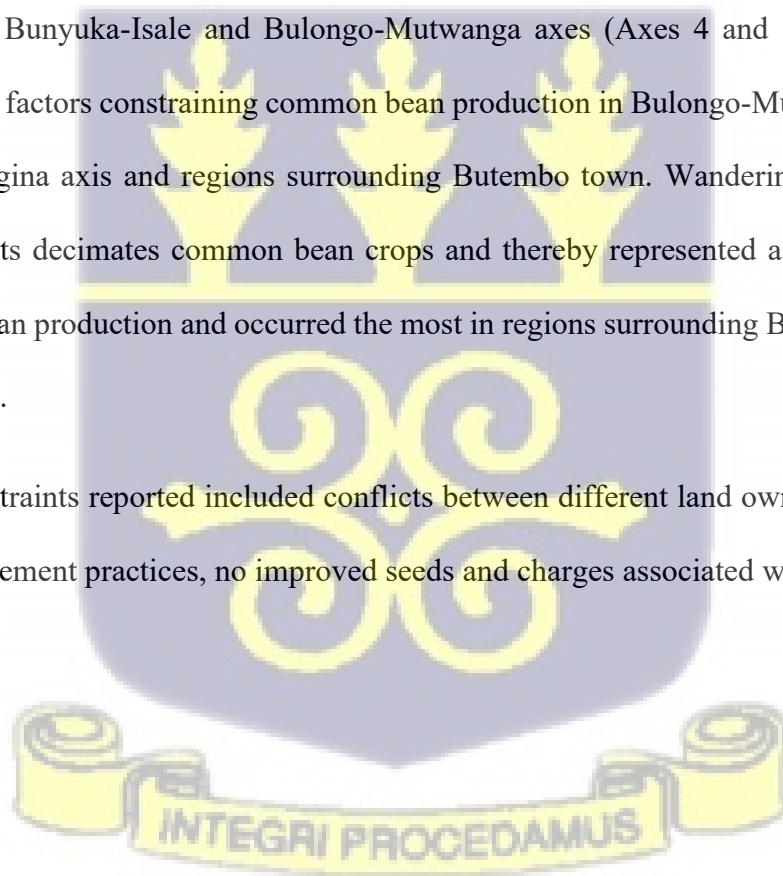 Bunyuka-Isale and Bulongo-Mutwanga axes (Axes 4 and
factors constraining common bean production in Bulongo-Mu
gina axis and regions surrounding Butembo town. Wanderin
ts decimates common bean crops and thereby represented a
an production and occurred the most in regions surrounding B
.
traints reported included conflicts between different land own
ement practices, no improved seeds and charges associated w
INTEGRI PROCEDAMUS